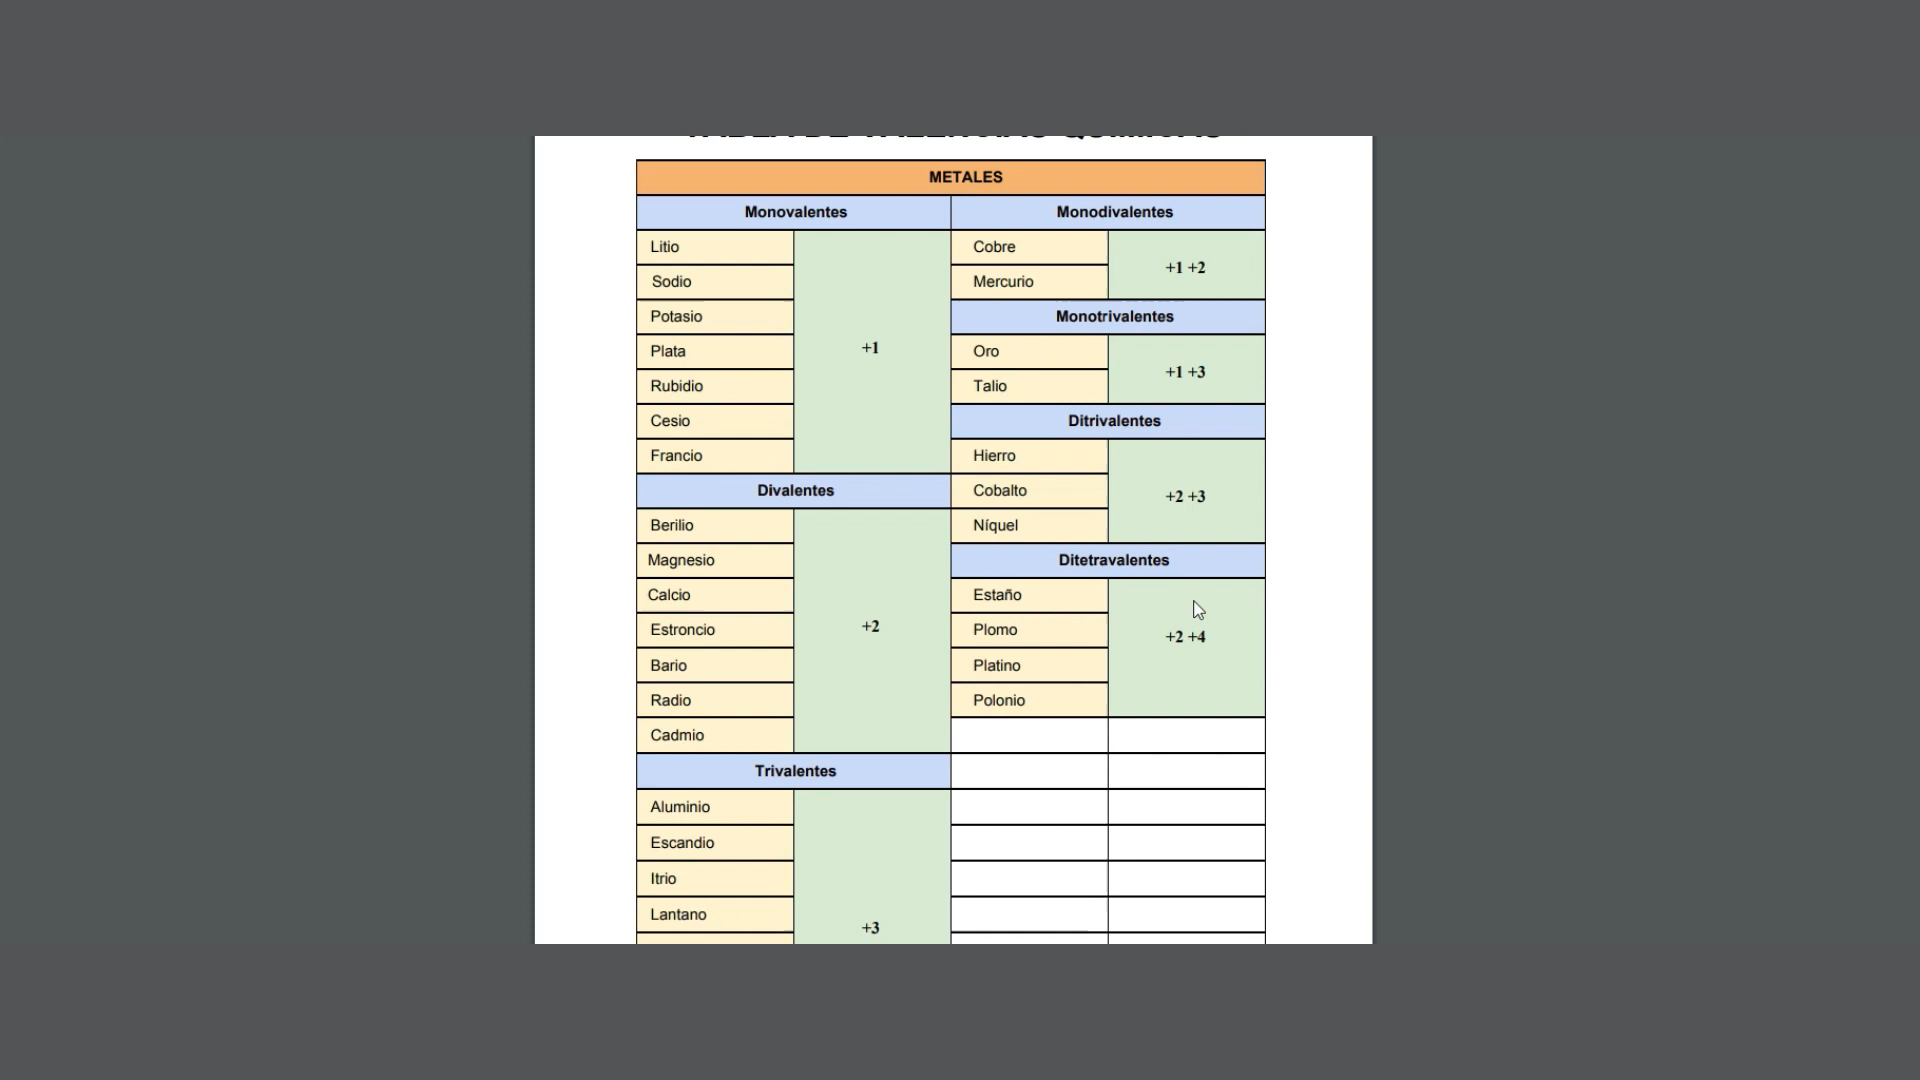 METALES
Monovalentes
Litio
Sodio
Potasio
Plata
Rubidio
Cesio
Francio
+1
Divalentes
Berilio
Magnesio
Calcio
Estroncio
Bario
Radio
Cadmio
+2
Trivalentes
Aluminio
Escandio
Itrio
Lantano
+3
Monodivalentes
Cobre
Mercurio
+1 +2
Monotrivalentes
Oro
Talio
+1 +3
Ditrivalentes
Hierro
Cobalto
Níquel
+2 +3
Ditetravalentes
Estaño
Plomo
Platino
Polonio
+2 +4